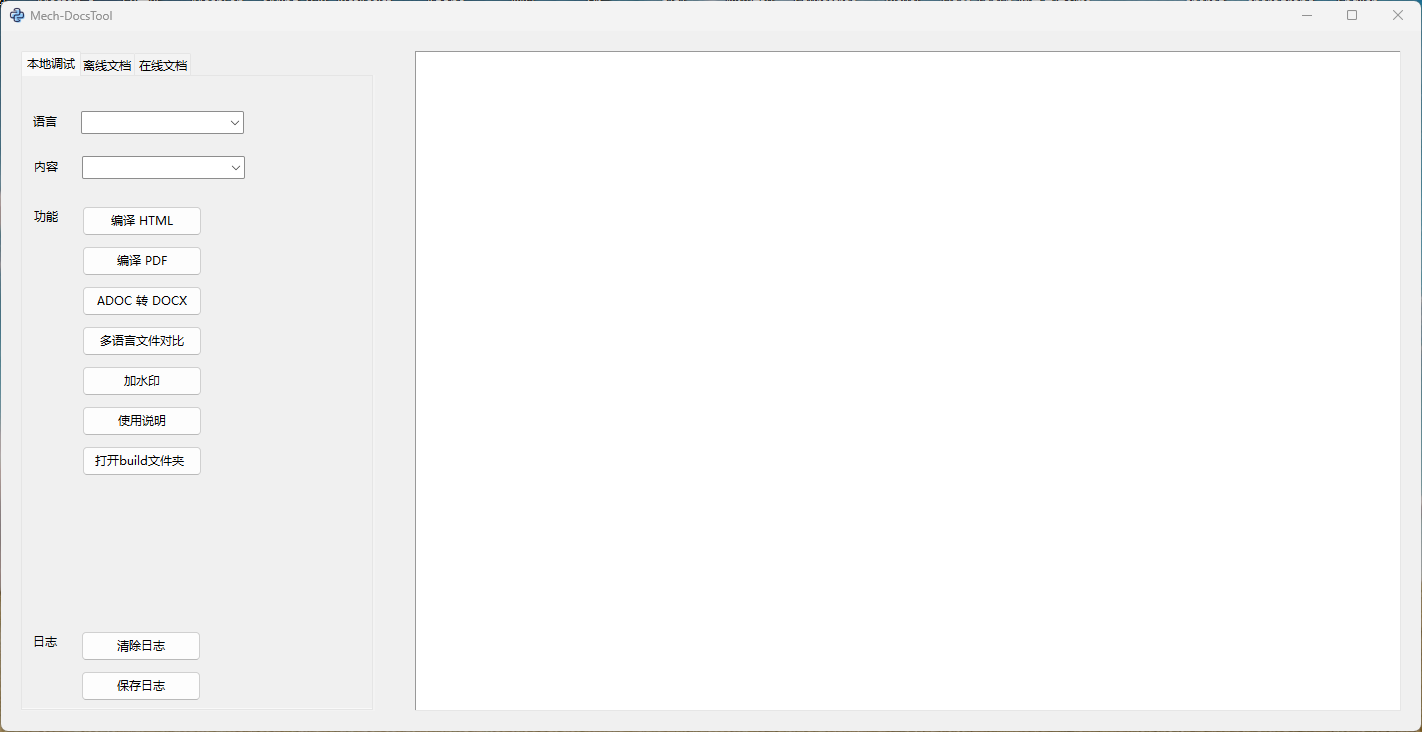 Mech-DocsTool
本地调试 离线文档 在线文档
语言
内容
功能
编译 HTML
编译 PDF
ADOC 转 DOCX
多语言文件对比
加水印
使用说明
打开build文件夹
日志
清除日志
保存日志